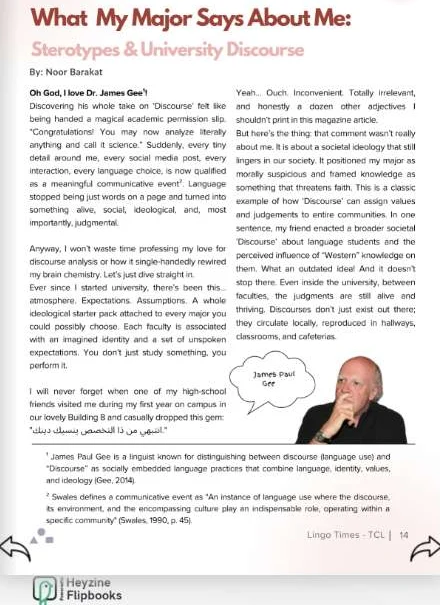 What My Major Says About Me:
Sterotypes & University Discourse
By: Noor Barakat
Oh God, I love Dr. James Gee¹!
Discovering his whole take on 'Discourse' felt like
being handed a magical academic permission slip.
"Congratulations! You may now analyze literally
anything and call it science." Suddenly, every tiny
detail around me, every social media post, every
interaction, every language choice, is now qualified
as a meaningful communicative event². Language
stopped being just words on a page and turned into
something alive, social, ideological, and, most
importantly, judgmental.
Anyway, I won't waste time professing my love for
discourse analysis or how it single-handedly rewired
my brain chemistry. Let's just dive straight in.
Ever since I started university, there's been this...
atmosphere. Expectations. Assumptions. A whole
ideological starter pack attached to every major you
could possibly choose. Each faculty is associated
with an imagined identity and a set of unspoken
expectations. You don't just study something, you
perform it.
I will never forget when one of my high-school
friends visited me during my first year on campus in
our lovely Building B and casually dropped this gem:
"انتبهي من هذا التخصص بينسيكي دينك."
Yeah... Ouch. Inconvenient. Totally irrelevant,
and honestly a dozen other adjectives I
shouldn't print in this magazine article.
But here's the thing: that comment wasn't really
about me. It is about a societal ideology that still
lingers in our society. It positioned my major as
morally suspicious and framed knowledge as
something that threatens faith. This is a classic
example of how 'Discourse' can assign values
and judgements to entire communities. In one
sentence, my friend enacted a broader societal
'Discourse' about language students and the
perceived influence of "Western" knowledge on
them. What an outdated idea! And it doesn't
stop there. Even inside the university, between
faculties, the judgments are still alive and
thriving. Discourses don't just exist out there;
they circulate locally, reproduced in hallways,
classrooms, and cafeterias.
James Paul
Gee
¹ James Paul Gee is a linguist known for distinguishing between discourse (language use) and
"Discourse" as socially embedded language practices that combine language, identity, values,
and ideology (Gee, 2014).
² Swales defines a communicative event as "An instance of language use where the discourse,
its environment, and the encompassing culture play an indispensable role, operating within a
specific community" (Swales, 1990, p. 45).
Lingo Times - TCL | 14
Heyzine
Flipbooks